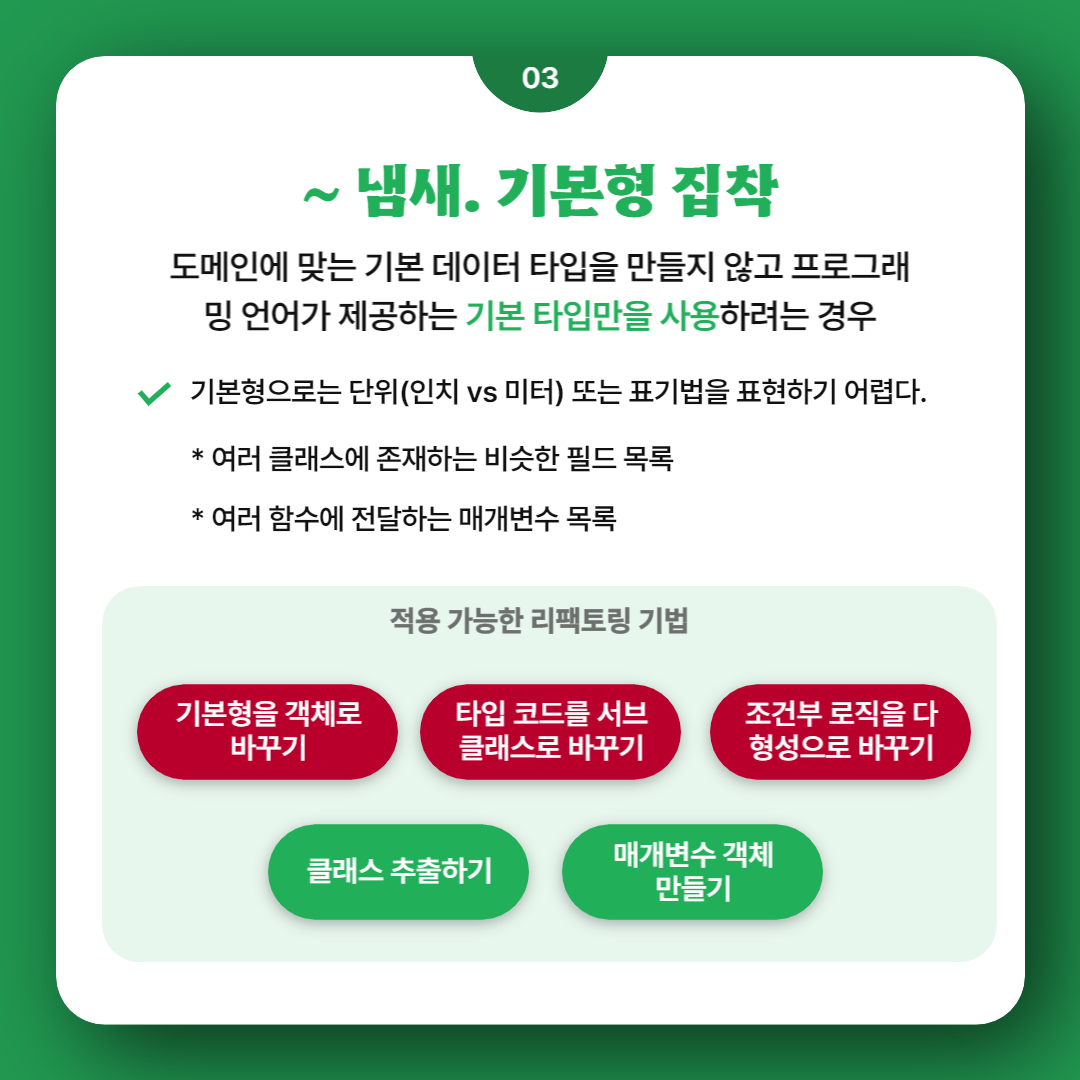 03
~ 냄새. 기본형 집착
도메인에 맞는 기본 데이터 타입을 만들지 않고 프로그래
밍 언어가 제공하는 기본 타입만을 사용하려는 경우
기본형으로는 단위(인치 vs 미터) 또는 표기법을 표현하기 어렵다.
* 여러 클래스에 존재하는 비슷한 필드 목록
* 여러 함수에 전달하는 매개변수 목록
적용 가능한 리팩토링 기법
기본형을 객체로
바꾸기
타입 코드를 서브
클래스로 바꾸기
조건부 로직을 다
형성으로 바꾸기
클래스 추출하기
매개변수 객체
만들기